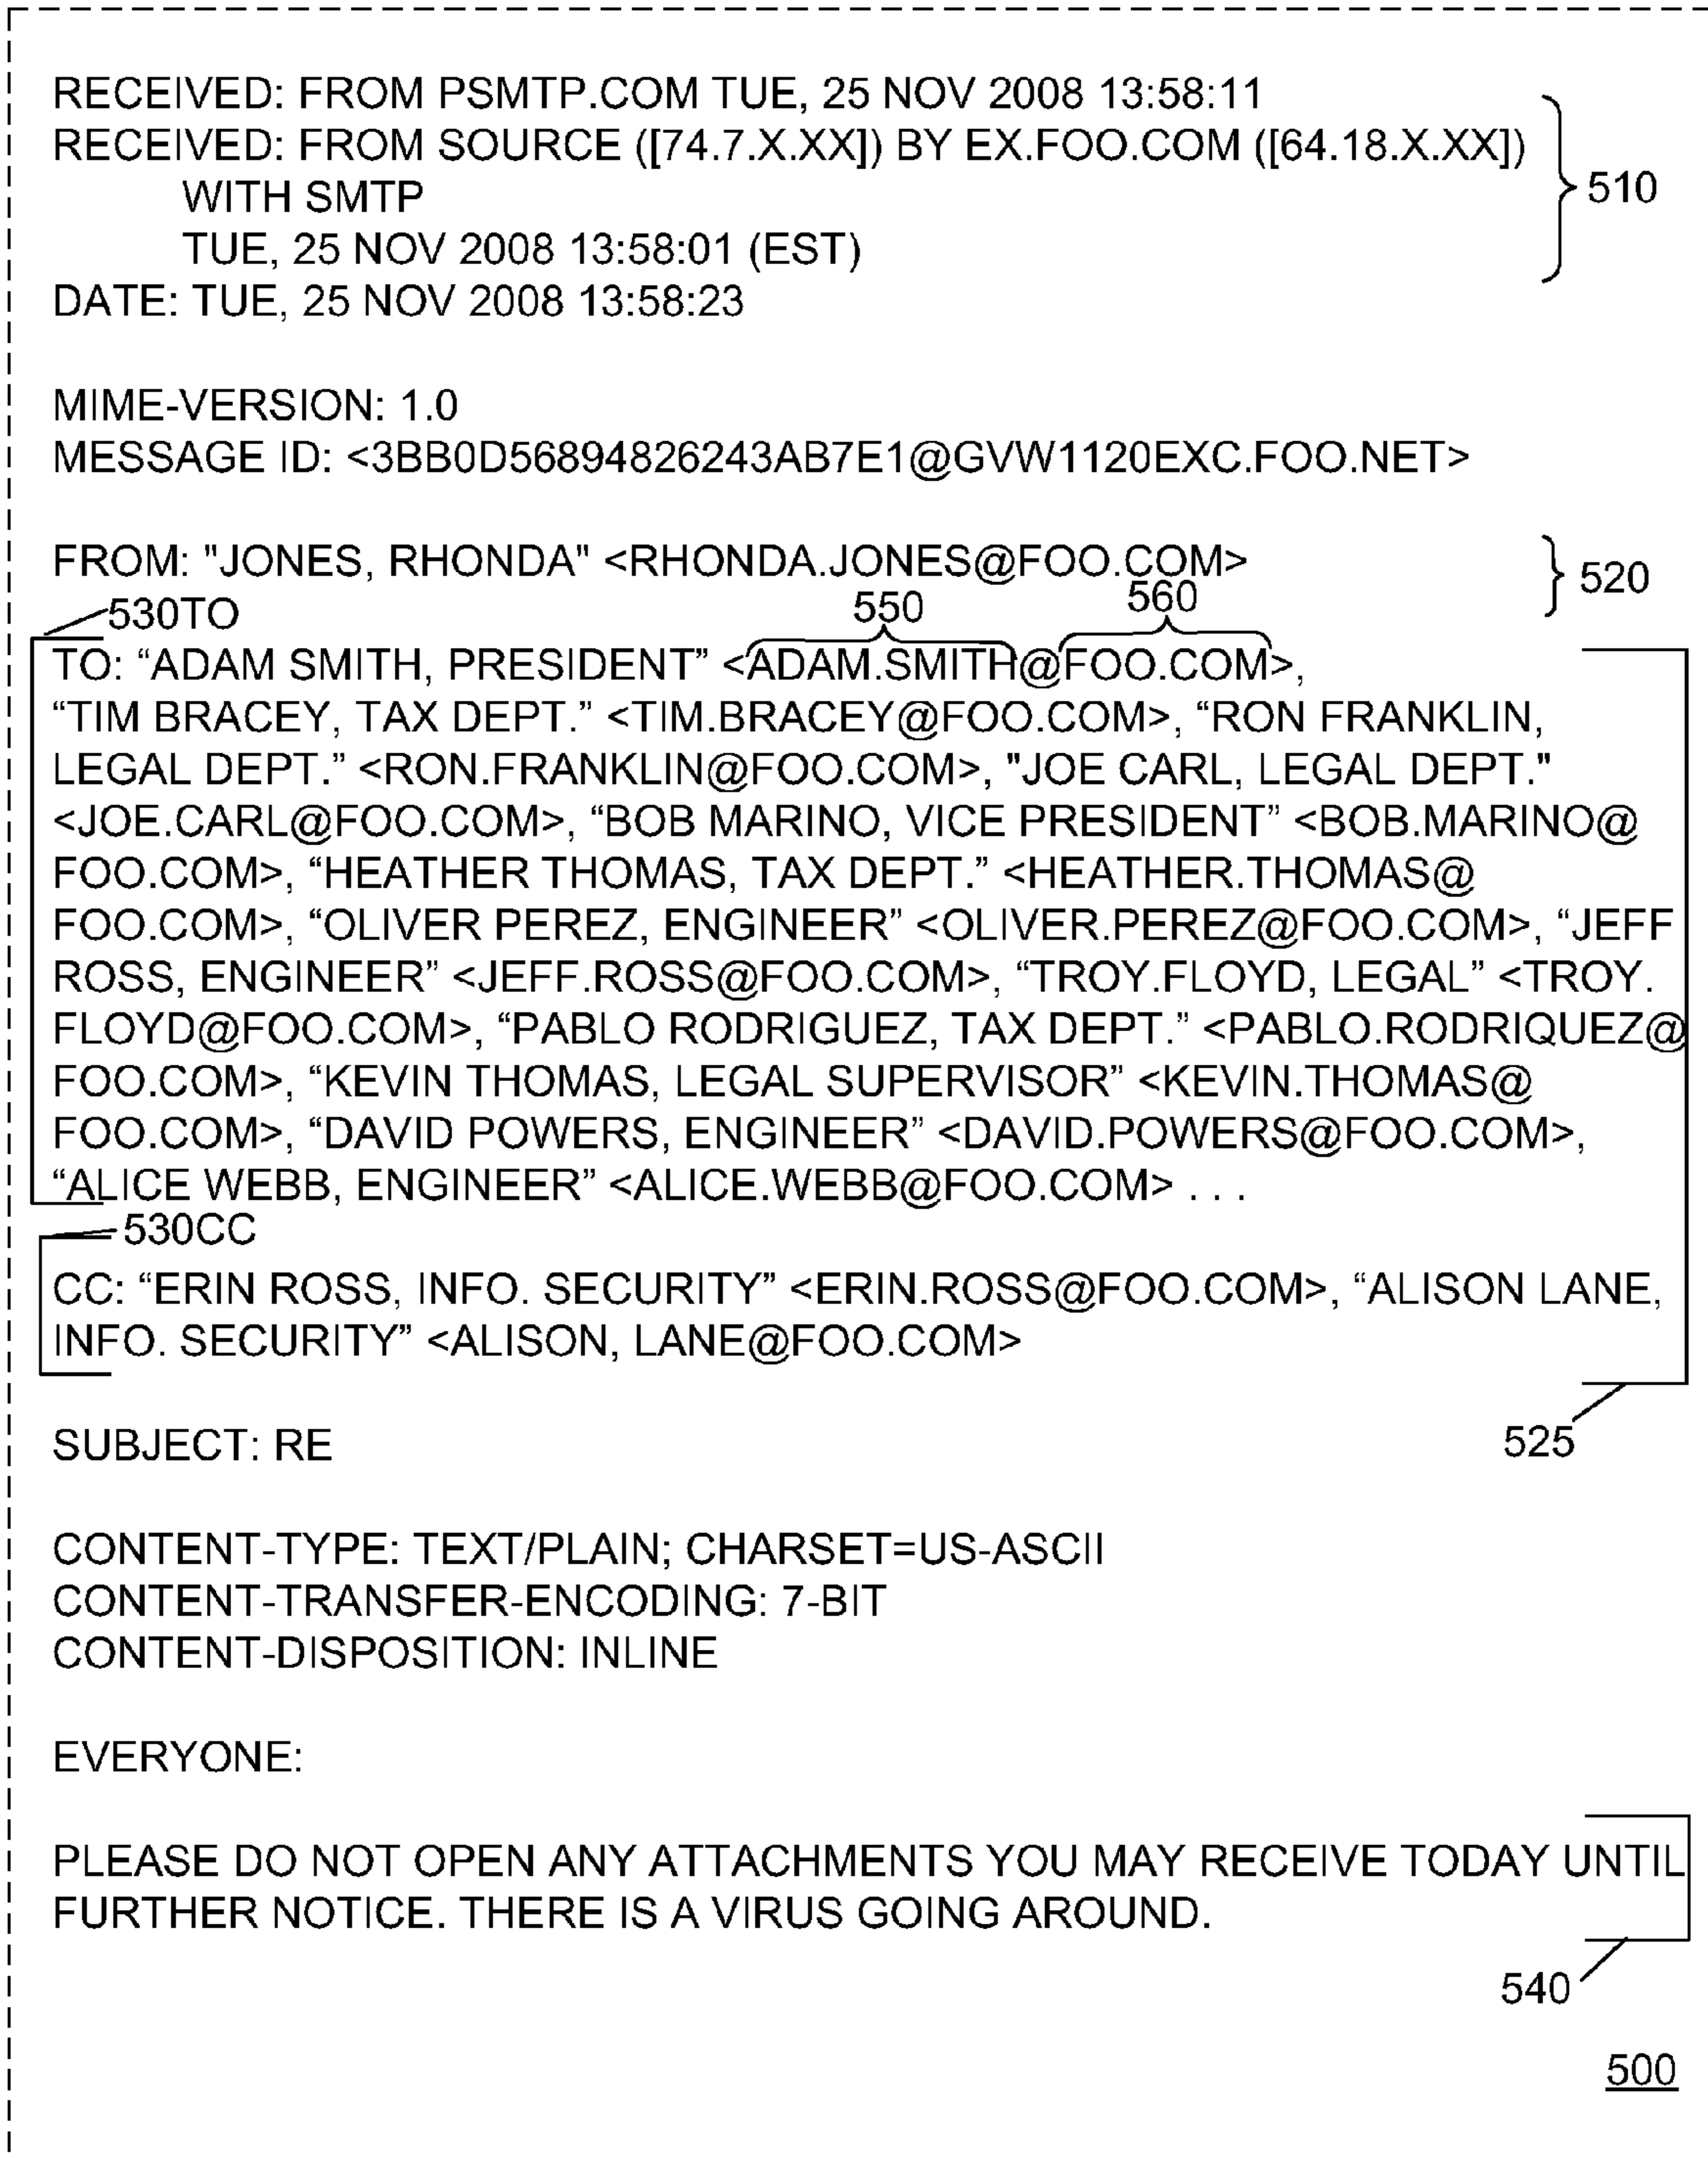 RECEIVED: FROM PSMTP.COM TUE, 25 NOV 2008 13:58:11
RECEIVED: FROM SOURCE ([74.7.X.XX]) BY EX.FOO.COM ([64.18.X.XX])
WITH SMTP
510
TUE, 25 NOV 2008 13:58:01 (EST)
DATE: TUE, 25 NOV 2008 13:58:23
MIME-VERSION: 1.0
MESSAGE ID: <3BB0D56894826243AB7E1@GVW1120EXC.FOO.NET>
FROM: "JONES, RHONDA" <RHONDA.JONES@FOO.COM>
520
530TO 550 560
TO: “ADAM SMITH, PRESIDENT” <ADAM.SMITH@FOO.COM>,
“TIM BRACEY, TAX DEPT.” <TIM.BRACEY@FOO.COM>, “RON FRANKLIN,
LEGAL DEPT.” <RON.FRANKLIN@FOO.COM>, "JOE CARL, LEGAL DEPT."
<JOE.CARL@FOO.COM>, “BOB MARINO, VICE PRESIDENT” <BOB.MARINO@
FOO.COM>, “HEATHER THOMAS, TAX DEPT.” <HEATHER.THOMAS@
FOO.COM>, “OLIVER PEREZ, ENGINEER” <OLIVER.PEREZ@FOO.COM>, “JEFF
ROSS, ENGINEER” <JEFF.ROSS@FOO.COM>, “TROY.FLOYD, LEGAL” <TROY.
FLOYD@FOO.COM>, “PABLO RODRIGUEZ, TAX DEPT.” <PABLO.RODRIQUEZ@
FOO.COM>, “KEVIN THOMAS, LEGAL SUPERVISOR” <KEVIN.THOMAS@
FOO.COM>, “DAVID POWERS, ENGINEER” <DAVID.POWERS@FOO.COM>,
“ALICE WEBB, ENGINEER” <ALICE.WEBB@FOO.COM> . . .
530CC
CC: “ERIN ROSS, INFO. SECURITY” <ERIN.ROSS@FOO.COM>, “ALISON LANE,
INFO. SECURITY” <ALISON, LANE@FOO.COM>
525
SUBJECT: RE
CONTENT-TYPE: TEXT/PLAIN; CHARSET=US-ASCII
CONTENT-TRANSFER-ENCODING: 7-BIT
CONTENT-DISPOSITION: INLINE
EVERYONE:
PLEASE DO NOT OPEN ANY ATTACHMENTS YOU MAY RECEIVE TODAY UNTIL
FURTHER NOTICE. THERE IS A VIRUS GOING AROUND.
540
500